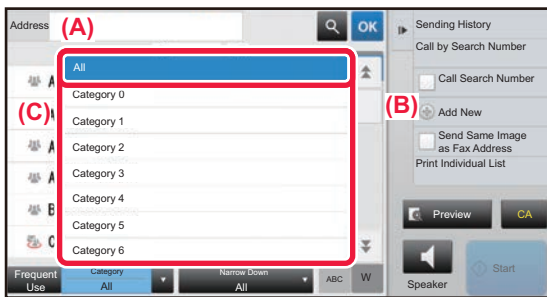 Address
(A)
OK
All
Category 0
(C)
A
Category 1
A
Category 2
Category 3
A
Category 4
B
Category 5
C
Category 6
Frequent
Use
Category
All
Narrow Down
All
ABC
W
Sending History
Call by Search Number
Call Search Number
(B)
Add New
Send Same Image
as Fax Address
Print Individual List
Preview
CA
Speaker
Start